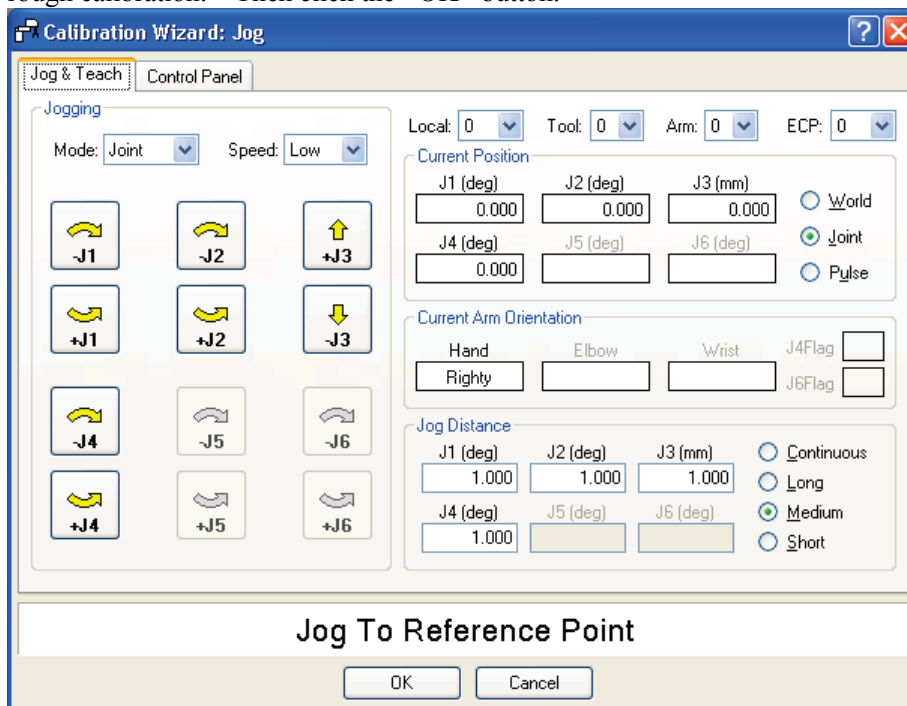 rough calibration. Then click the "OK" button.
Calibration Wizard: Jog
Jog & Teach
Control Panel
Jogging
Mode: Joint
Speed: Low
-J1
-J2
+J3
+J1
+J2
-J3
-J4
-J5
-J6
+J4
+J5
+J6
Local: 0
Tool: 0
Arm: 0
ECP: 0
Current Position
J1 (deg)
J2 (deg)
J3 (mm)
0.000
0.000
0.000
J4 (deg)
J5 (deg)
J6 (deg)
0.000
World
Joint
Pulse
Current Arm Orientation
Hand
Elbow
Wrist
J4Flag
Righty
J6Flag
Jog Distance
J1 (deg)
J2 (deg)
J3 (mm)
1.000
1.000
1.000
J4 (deg)
J5 (deg)
J6 (deg)
1.000
Continuous
Long
Medium
Short
Jog To Reference Point
OK
Cancel